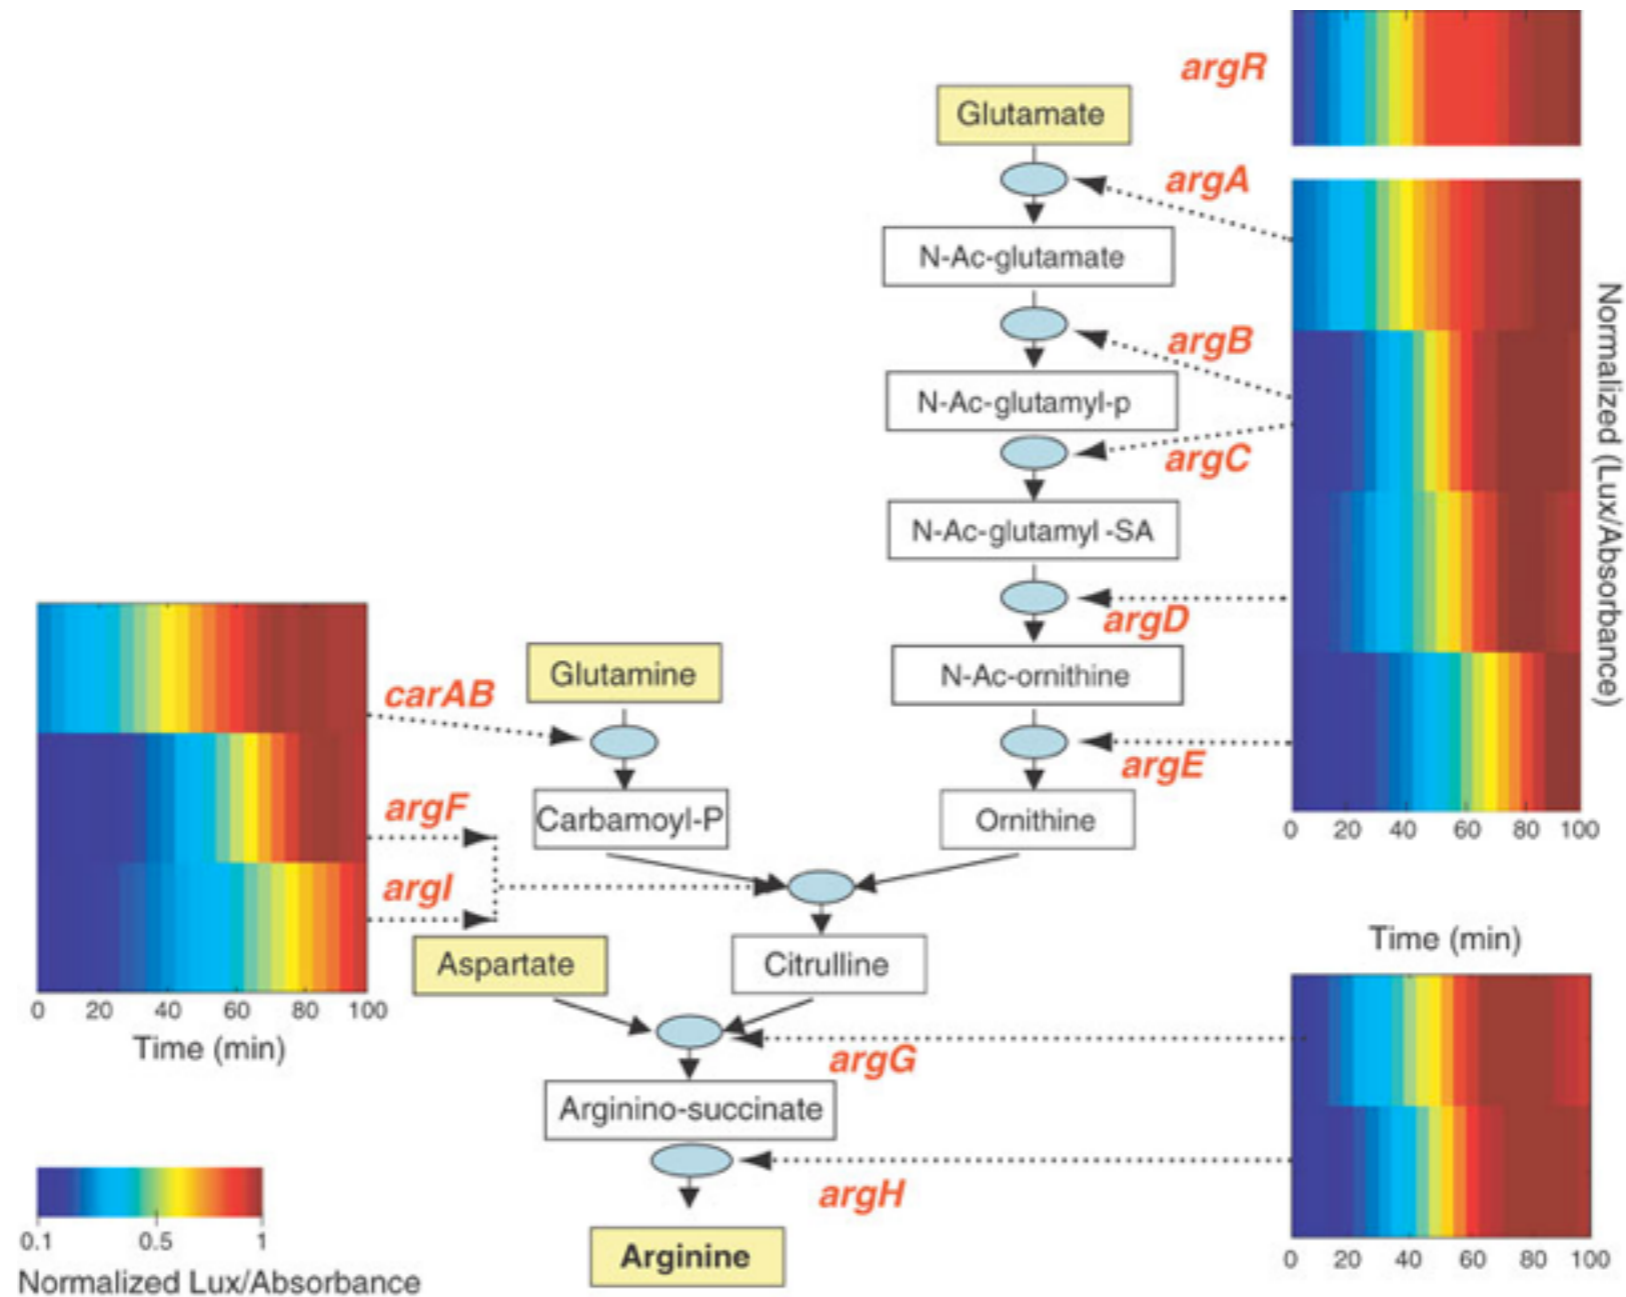 argR
Glutamate
argA
N-Ac-glutamate
argB
N-Ac-glutamyl-p
argC
N-Ac-glutamyl -SA
argD
N-Ac-ornithine
argE
Ornithine
Normalized (Lux/Absorbance)
0 20 40 60 80 100
Time (min)
Glutamine
carAB
Carbamoyl-P
argF
argI
0 20 40 60 80 100
Time (min)
Aspartate
Citrulline
argG
Arginino-succinate
argH
Arginine
0 20 40 60 80 100
0.1 0.5 1
Normalized Lux/Absorbance